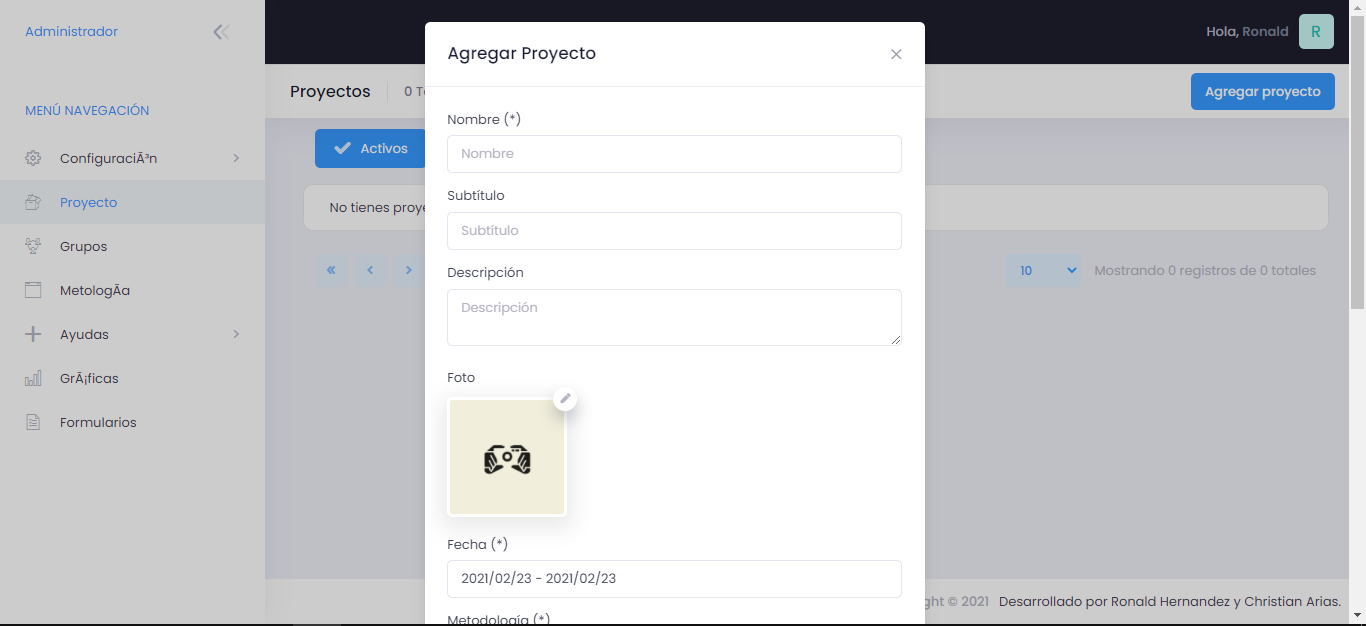 Administrador
Hola, Ronald
R
MENÚ NAVEGACIÓN
ConfiguraciÃ³n
Proyecto
Grupos
MetologÃa
Ayudas
GrÃ¡ficas
Formularios
Proyectos
0 T
Agregar proyecto
Activos
No tienes proye
«
‹
›
10
Mostrando 0 registros de 0 totales
Agregar Proyecto
×
Nombre (*)
Nombre
Subtítulo
Subtítulo
Descripción
Descripción
Foto
Fecha (*)
2021/02/23 - 2021/02/23
Metodología (*)
ght © 2021 Desarrollado por Ronald Hernandez y Christian Arias.